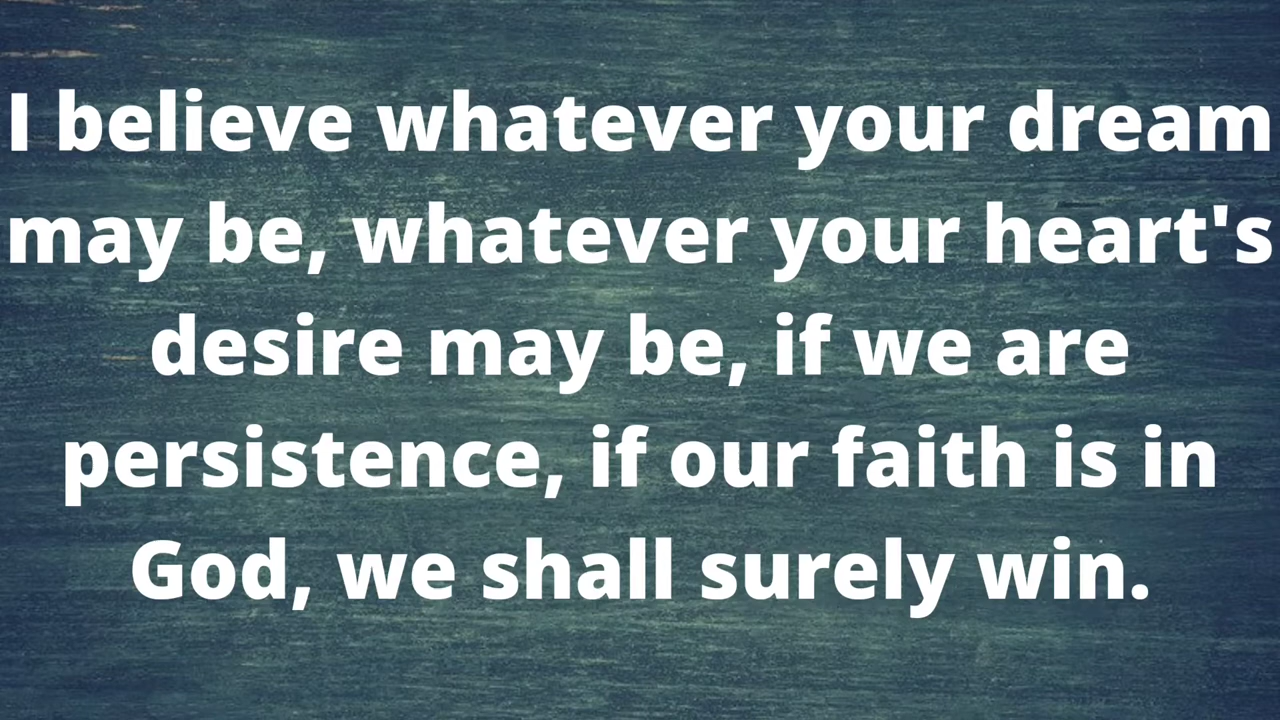 I believe whatever your dream
may be, whatever your heart's
desire may be, if we are
persistence, if our faith is in
God, we shall surely win.